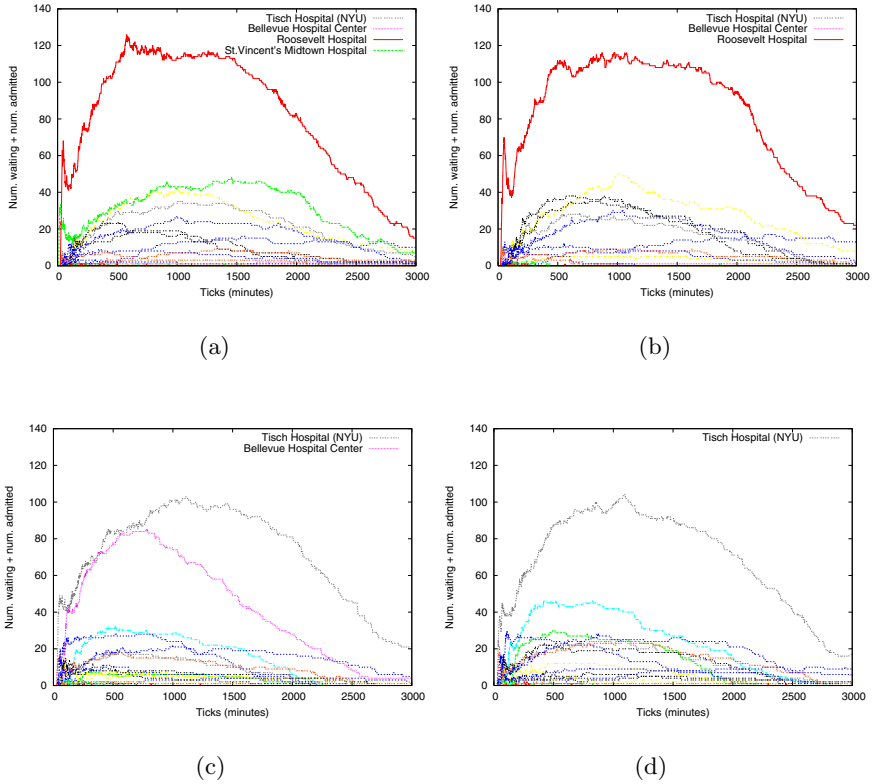 140
120
100
80
60
40
20
0
Num. waiting + num. admitted
0 500 1000 1500 2000 2500 3000
Ticks (minutes)
Tisch Hospital (NYU)
Bellevue Hospital Center
Roosevelt Hospital
St.Vincent's Midtown Hospital
(a)
140
120
100
80
60
40
20
0
Num. waiting + num. admitted
0 500 1000 1500 2000 2500 3000
Ticks (minutes)
Tisch Hospital (NYU)
Bellevue Hospital Center
Roosevelt Hospital
(b)
140
120
100
80
60
40
20
0
Num. waiting + num. admitted
0 500 1000 1500 2000 2500 3000
Ticks (minutes)
Tisch Hospital (NYU)
Bellevue Hospital Center
(c)
140
120
100
80
60
40
20
0
Num. waiting + num. admitted
0 500 1000 1500 2000 2500 3000
Ticks (minutes)
Tisch Hospital (NYU)
(d)